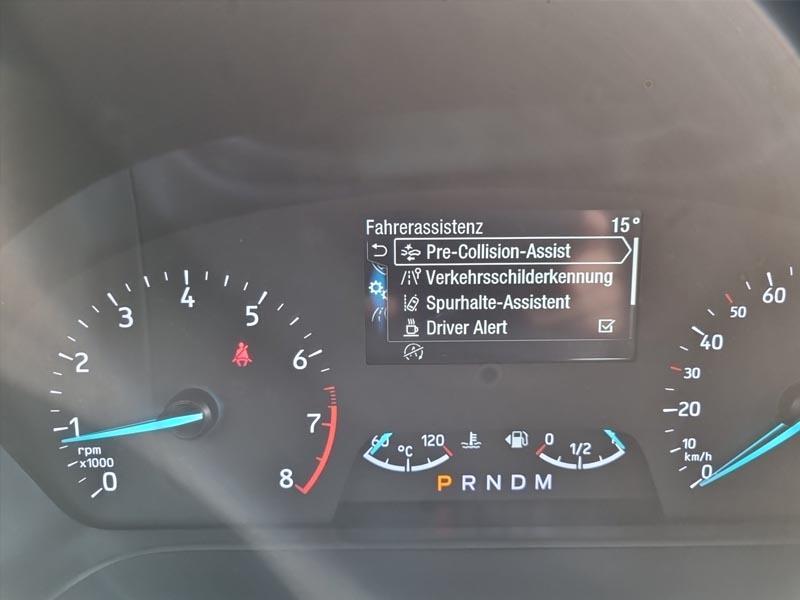 Fahrerassistenz 15°
Pre-Collision-Assist
Verkehrsschilderkennung
Spurhalte-Assistent
Driver Alert
0 1 2 3 4 5 6 7 8
rpm
x1000
60 °C 120
0 1/2 1
P R N D M
0 10 20 30 40 50 60
km/h